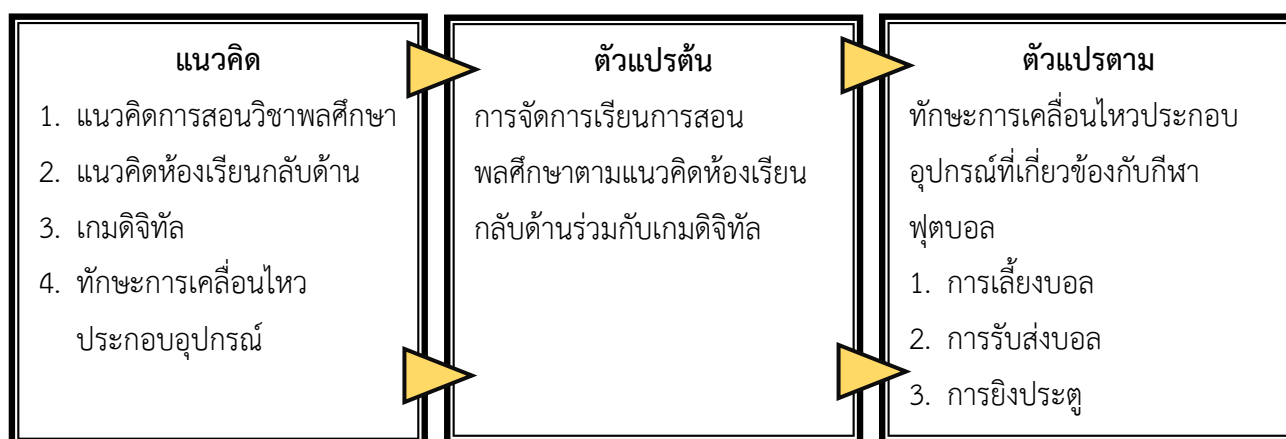 แนวคิด
1. แนวคิดการสอนวิชาพลศึกษา
2. แนวคิดห้องเรียนกลับด้าน
3. เกมดิจิทัล
4. ทักษะการเคลื่อนไหว
ประกอบอุปกรณ์
ตัวแปรต้น
การจัดการเรียนการสอน
พลศึกษาตามแนวคิดห้องเรียน
กลับด้านร่วมกับเกมดิจิทัล
ตัวแปรตาม
ทักษะการเคลื่อนไหวประกอบ
อุปกรณ์ที่เกี่ยวข้องกับกีฬา
ฟุตบอล
1. การเลี้ยงบอล
2. การรับส่งบอล
3. การยิงประตู